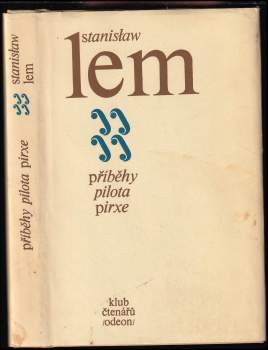 stanisław
lem
příběhy pilota pirxe
stanisław
lem
příběhy
pilota
pirxe
klub
čtenářů
/odeon/